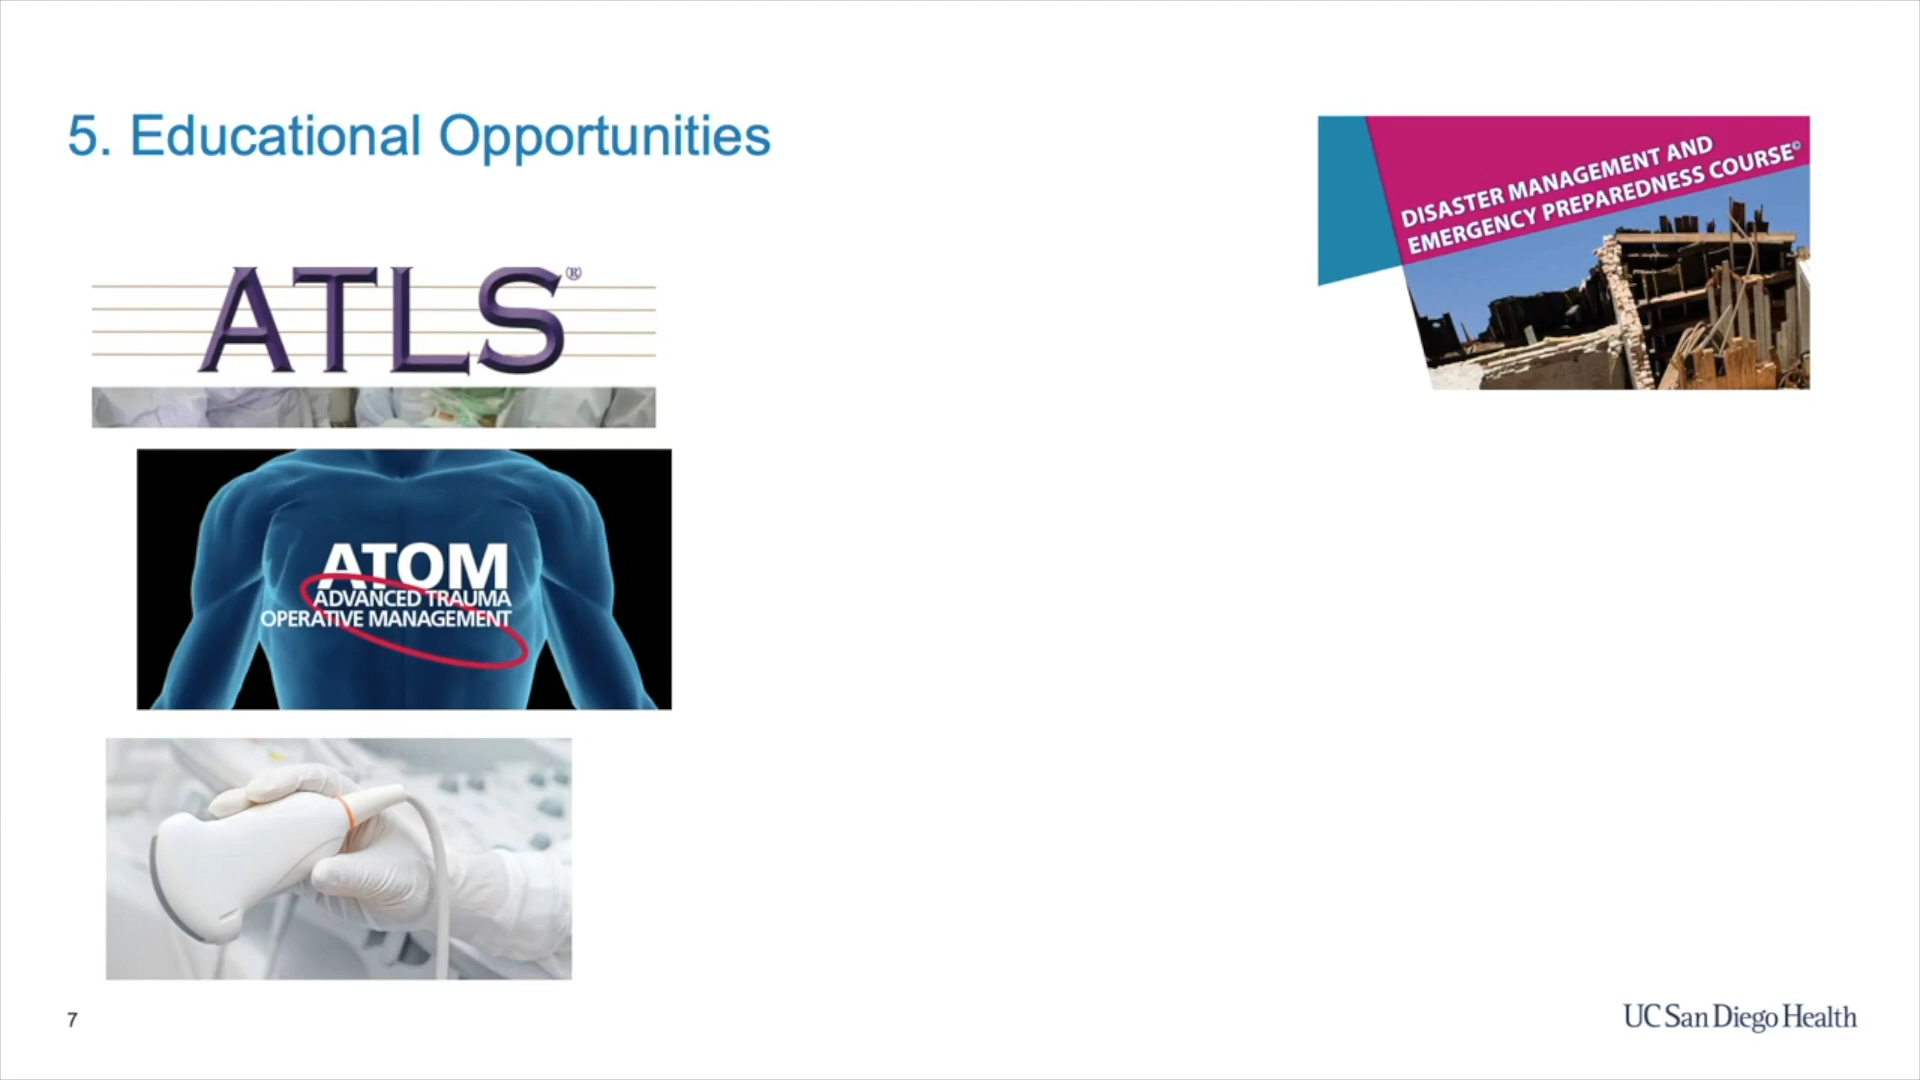 5. Educational Opportunities
DISASTER MANAGEMENT AND
EMERGENCY PREPAREDNESS COURSE©
ATLS®
ATOM
ADVANCED TRAUMA
OPERATIVE MANAGEMENT
7
UC San Diego Health